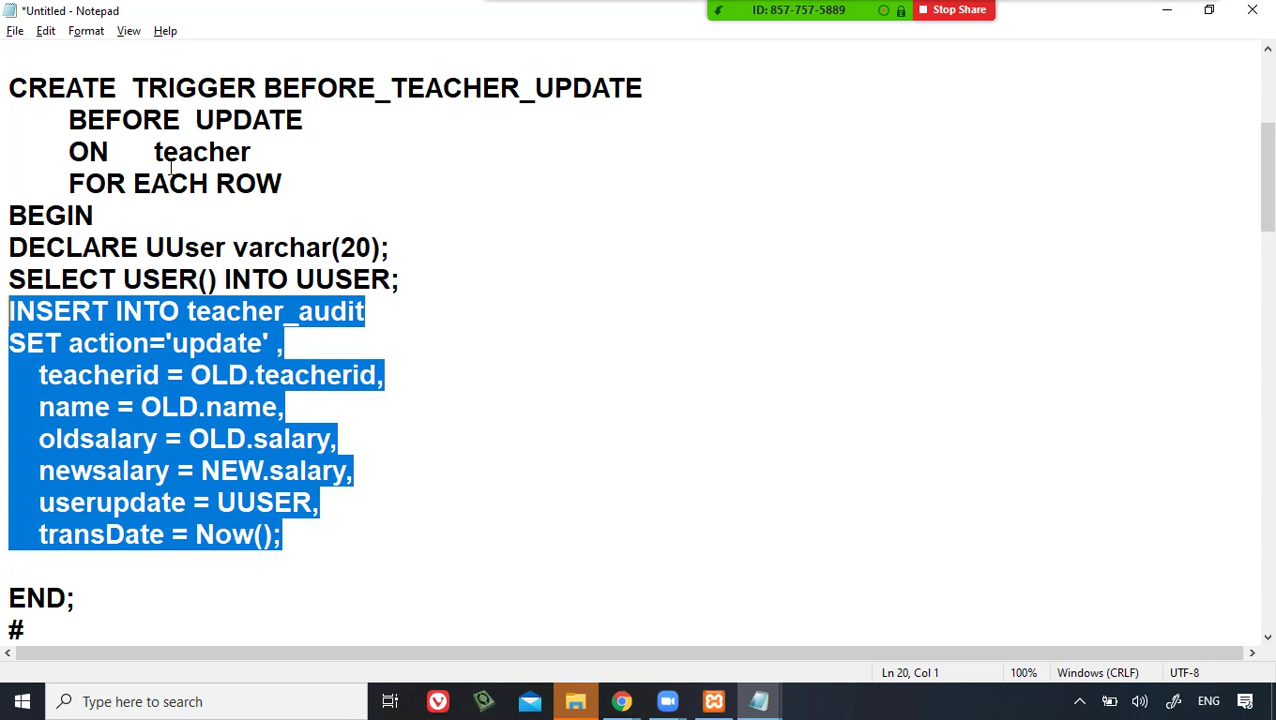 *Untitled - Notepad
ID: 857-757-5889
Stop Share
File Edit Format View Help
CREATE  TRIGGER BEFORE_TEACHER_UPDATE
BEFORE  UPDATE
ON      teacher
FOR EACH ROW
BEGIN
DECLARE UUser varchar(20);
SELECT USER() INTO UUSER;
INSERT INTO teacher_audit
SET action='update' ,
teacherid = OLD.teacherid,
name = OLD.name,
oldsalary = OLD.salary,
newsalary = NEW.salary,
userupdate = UUSER,
transDate = Now();
END;
#
Ln 20, Col 1 100% Windows (CRLF) UTF-8
Type here to search
ENG